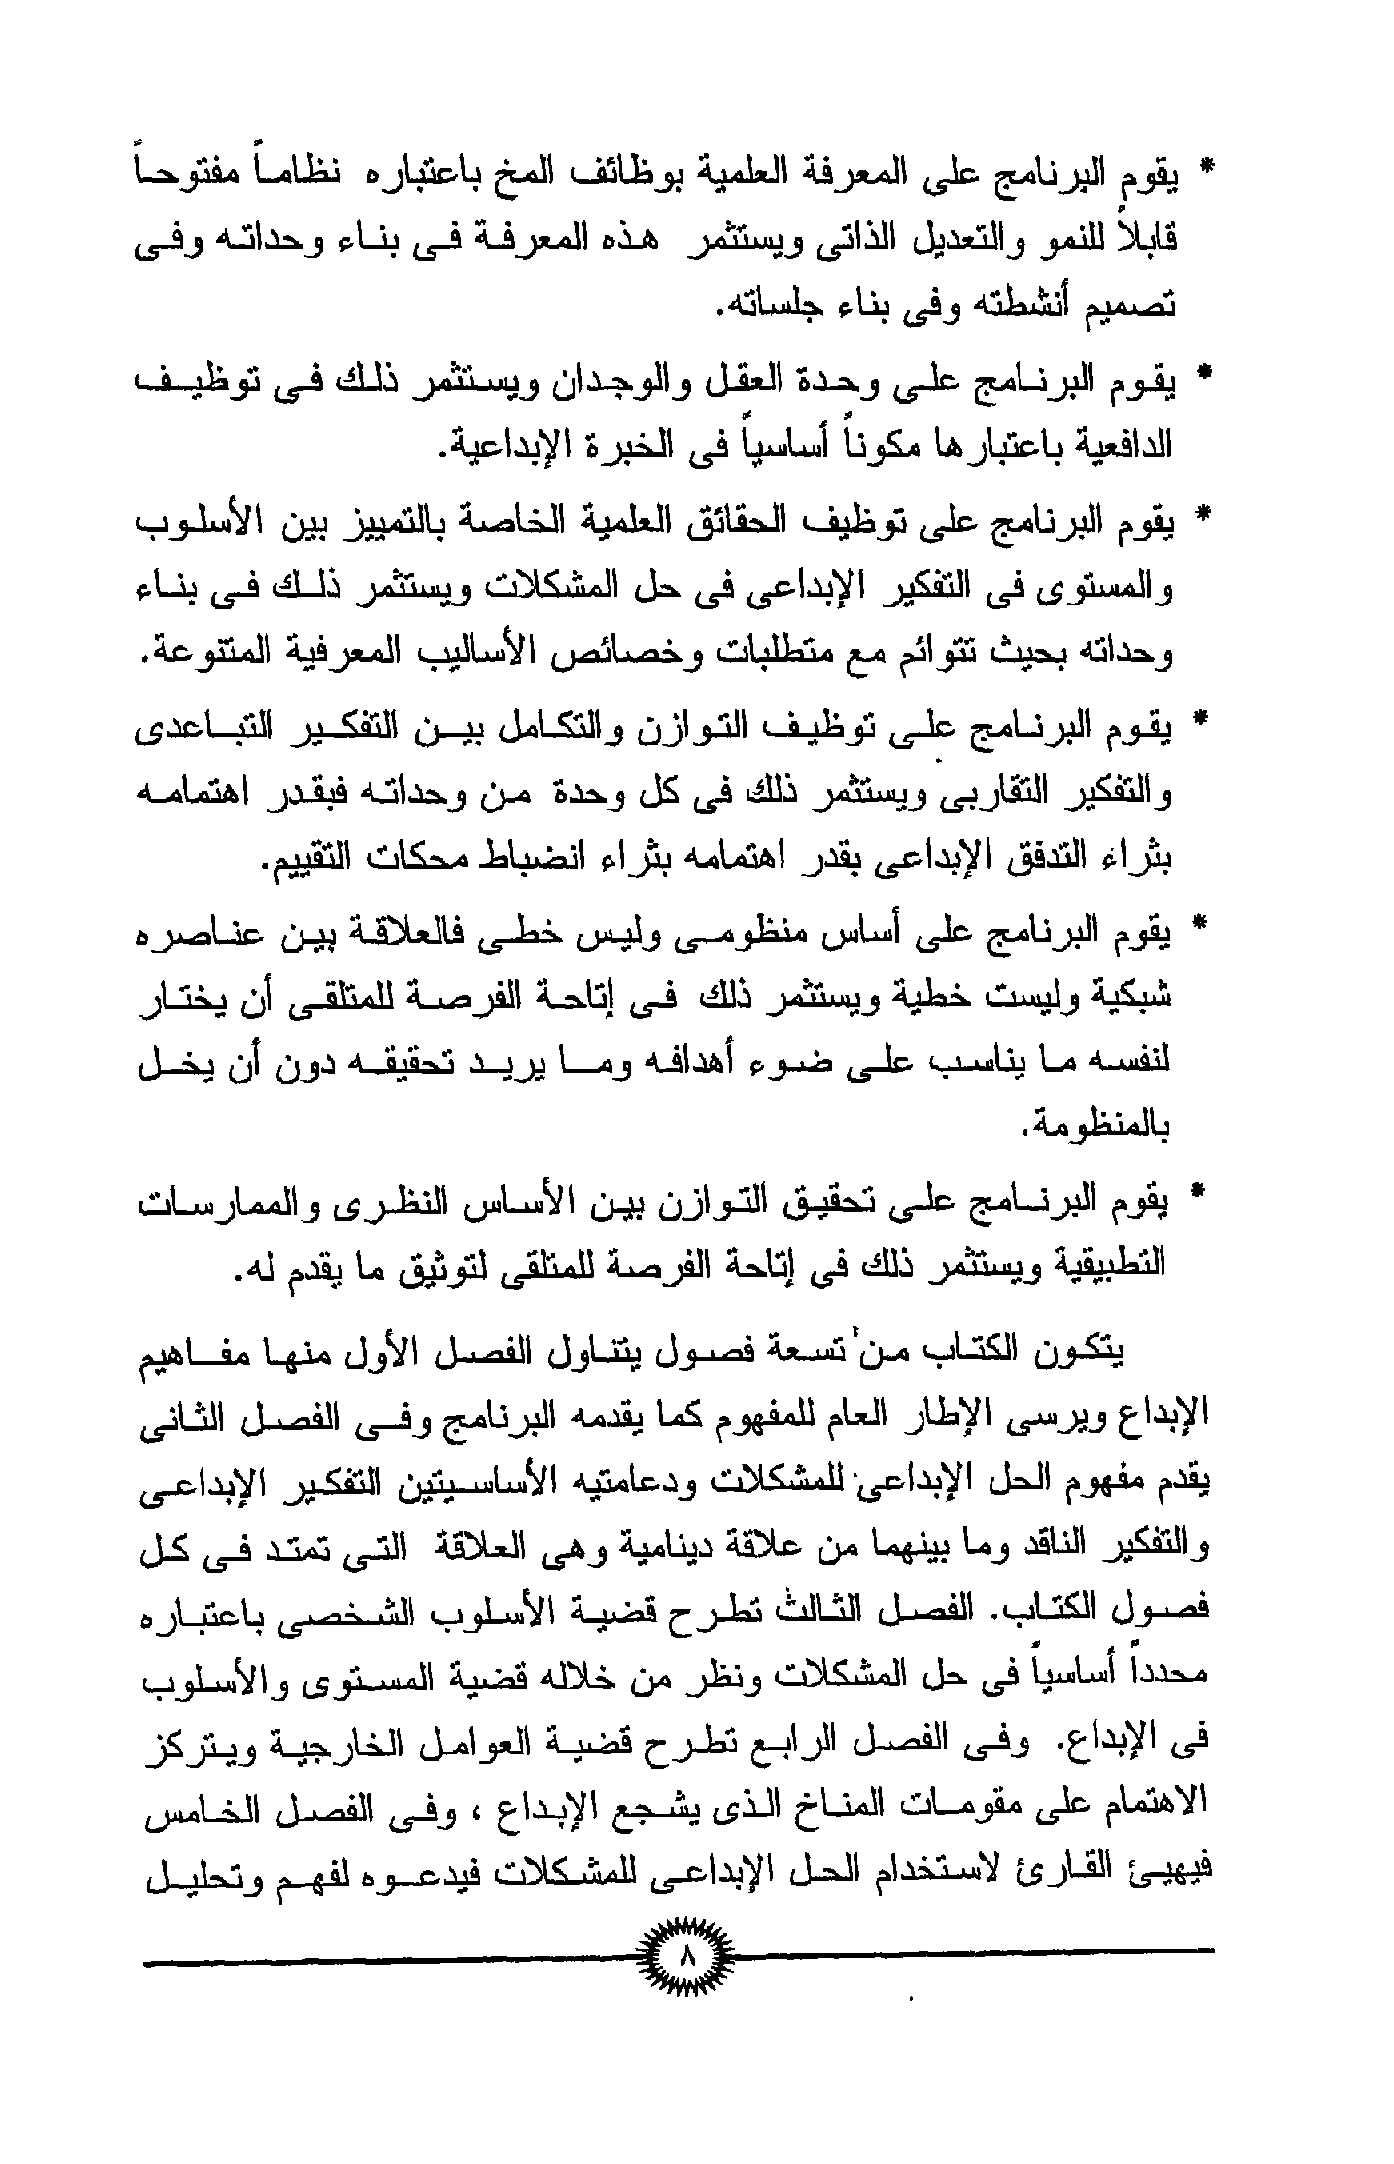 * يقوم البرنامج على المعرفة العلمية بوظائف المخ باعتباره نظاماً مفتوحاً
قابلاً للنمو والتعديل الذاتى ويستثمر هذه المعرفة فى بناء وحداته وفى
تصميم أنشطته وفى بناء جلساته.
* يقوم البرنامج على وحدة العقل والوجدان ويستثمر ذلك فى توظيف
الدافعية باعتبارها مكوناً أساسياً فى الخبرة الإبداعية.
* يقوم البرنامج على توظيف الحقائق العلمية الخاصة بالتمييز بين الأسلوب
والمستوى فى التفكير الإبداعى فى حل المشكلات ويستثمر ذلك فى بناء
وحداته بحيث تتوائم مع متطلبات وخصائص الأساليب المعرفية المتنوعة.
* يقوم البرنامج على توظيف التوازن والتكامل بين التفكير التباعدى
والتفكير التقاربى ويستثمر ذلك فى كل وحدة من وحداته فبقدر اهتمامه
بثراء التدفق الإبداعى بقدر اهتمامه بثراء انضباط محكات التقييم.
* يقوم البرنامج على أساس منظومى وليس خطى فالعلاقة بين عناصره
شبكية وليست خطية ويستثمر ذلك فى إتاحة الفرصة للمتلقى أن يختار
لنفسه ما يناسب على ضوء أهدافه وما يريد تحقيقه دون أن يخل
بالمنظومة.
* يقوم البرنامج على تحقيق التوازن بين الأساس النظرى والممارسات
التطبيقية ويستثمر ذلك فى إتاحة الفرصة للمتلقى لتوثيق ما يقدم له.
يتكون الكتاب من تسعة فصول يتناول الفصل الأول منها مفاهيم
الإبداع ويرسى الإطار العام للمفهوم كما يقدمه البرنامج وفى الفصل الثانى
يقدم مفهوم الحل الإبداعى للمشكلات ودعامتيه الأساسيتين التفكير الإبداعى
والتفكير الناقد وما بينهما من علاقة دينامية وهى العلاقة التى تمتد فى كل
فصول الكتاب. الفصل الثالث تطرح قضية الأسلوب الشخصى باعتباره
محدداً أساسياً فى حل المشكلات ونظر من خلاله قضية المستوى والأسلوب
فى الإبداع. وفى الفصل الرابع تطرح قضية العوامل الخارجية ويتركز
الاهتمام على مقومات المناخ الذى يشجع الإبداع ، وفى الفصل الخامس
فيهيئ القارئ لاستخدام الحل الإبداعى للمشكلات فيدعوه لفهم وتحليل
٨